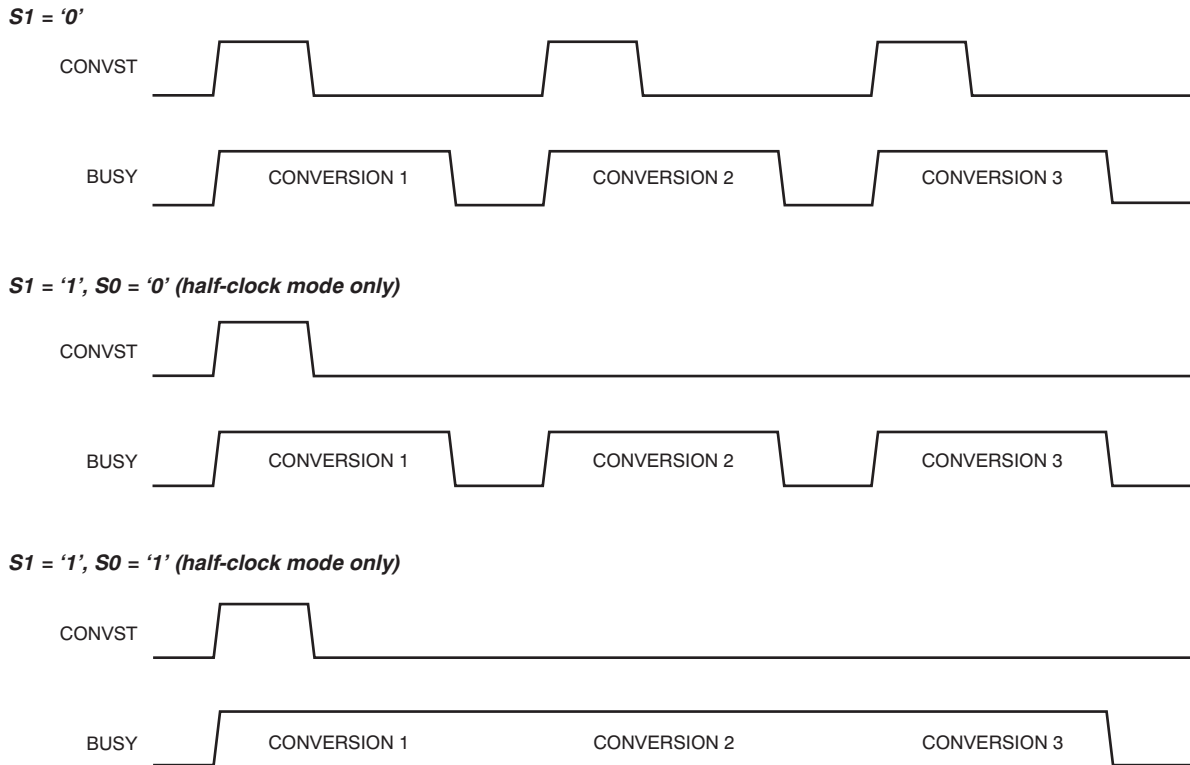 S1 = ‘0’
CONVST
BUSY CONVERSION 1 CONVERSION 2 CONVERSION 3
S1 = ‘1’, S0 = ‘0’ (half-clock mode only)
CONVST
BUSY CONVERSION 1 CONVERSION 2 CONVERSION 3
S1 = ‘1’, S0 = ‘1’ (half-clock mode only)
CONVST
BUSY CONVERSION 1 CONVERSION 2 CONVERSION 3